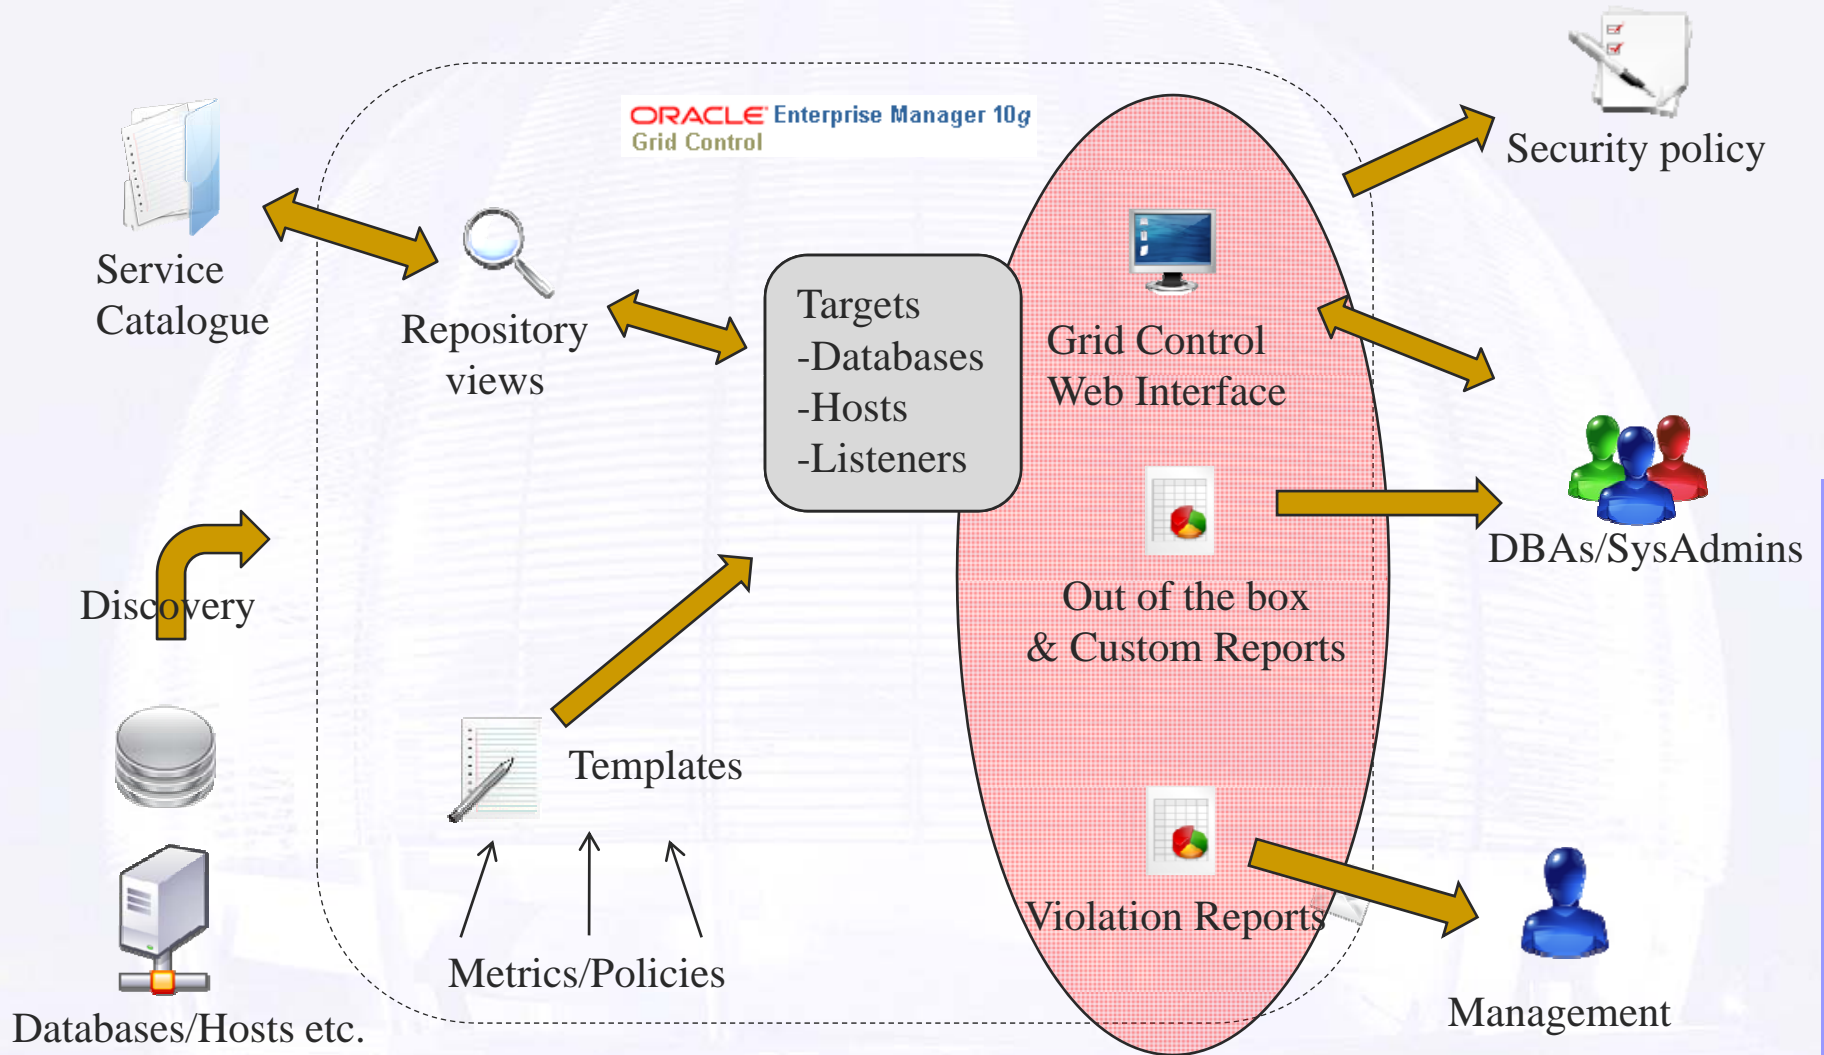 ORACLE Enterprise Manager 10g
Grid Control
Security policy
Service
Catalogue
Repository
views
Targets
-Databases
-Hosts
-Listeners
Grid Control
Web Interface
DBAs/SysAdmins
Discovery
Out of the box
& Custom Reports
Templates
Violation Reports
Metrics/Policies
Management
Databases/Hosts etc.